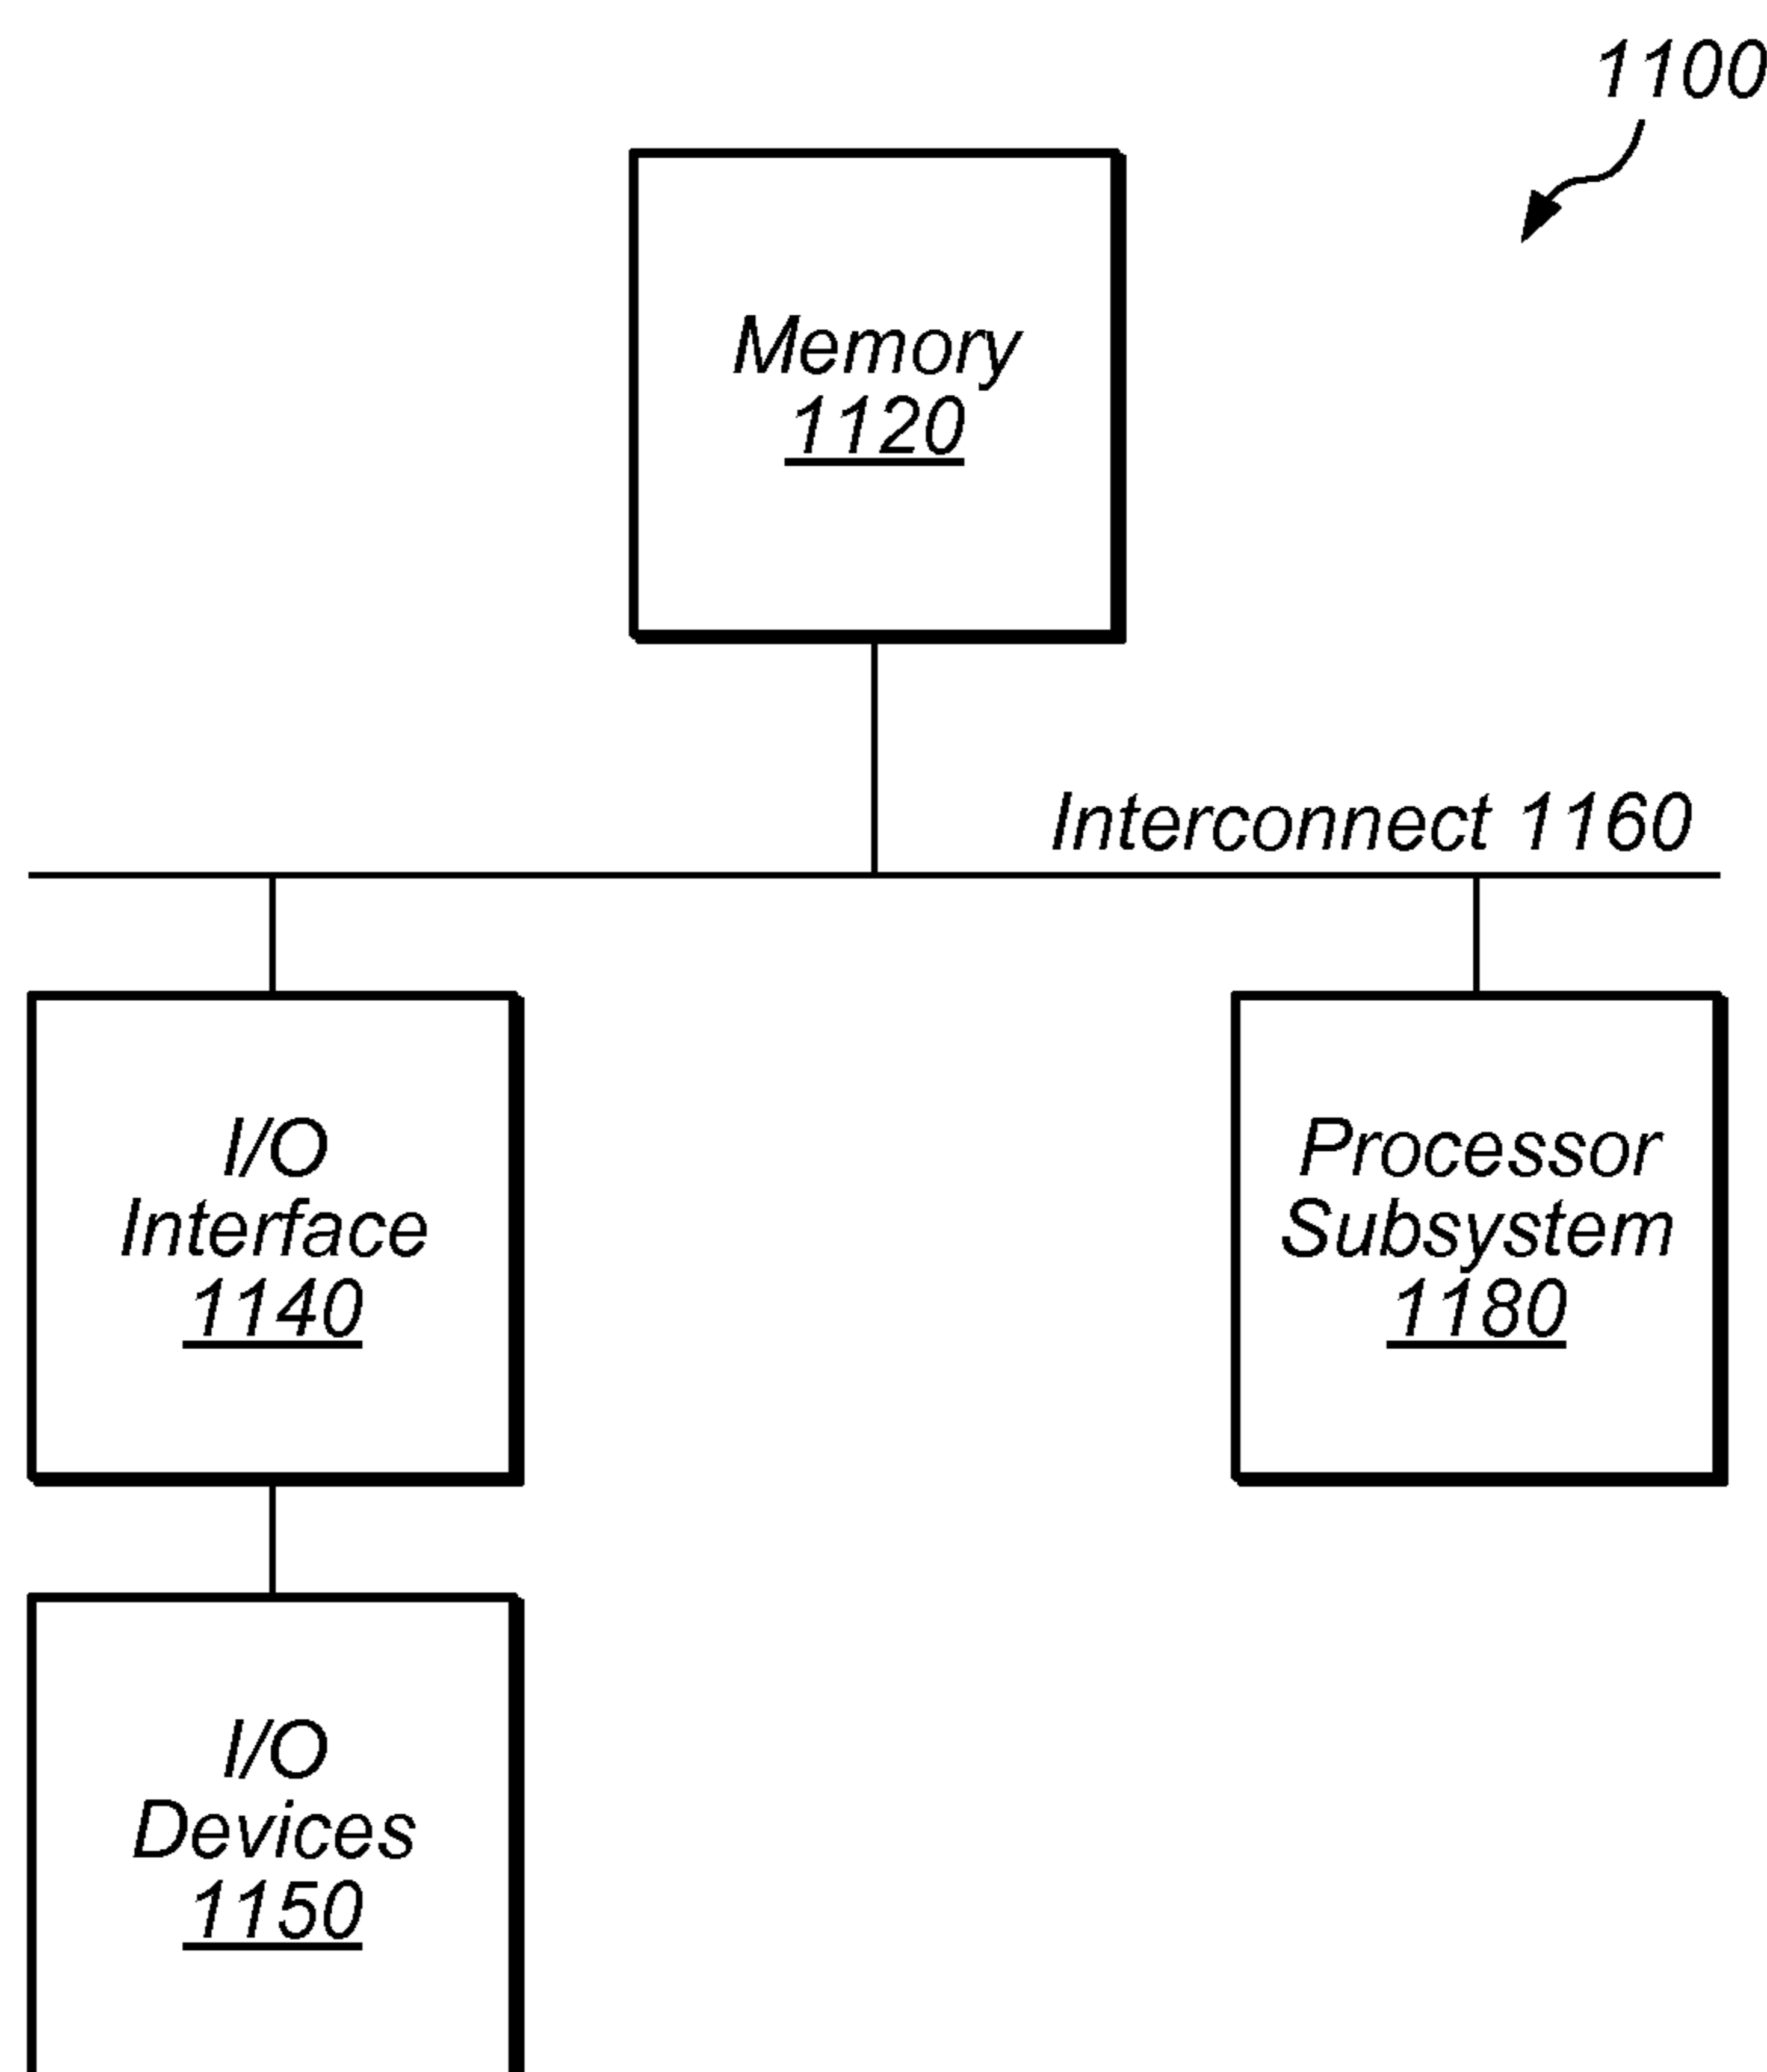 1100
Memory
1120
Interconnect 1160
I/O
Interface
1140
Processor
Subsystem
1180
I/O
Devices
1150